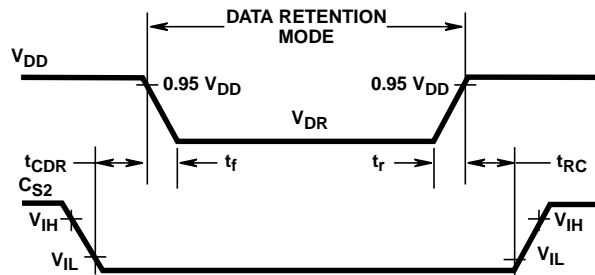 DATA RETENTION
MODE
VDD
0.95 VDD
0.95 VDD
VDR
tCDR
tf
tr
tRC
CS2
VIH
VIH
VIL
VIL